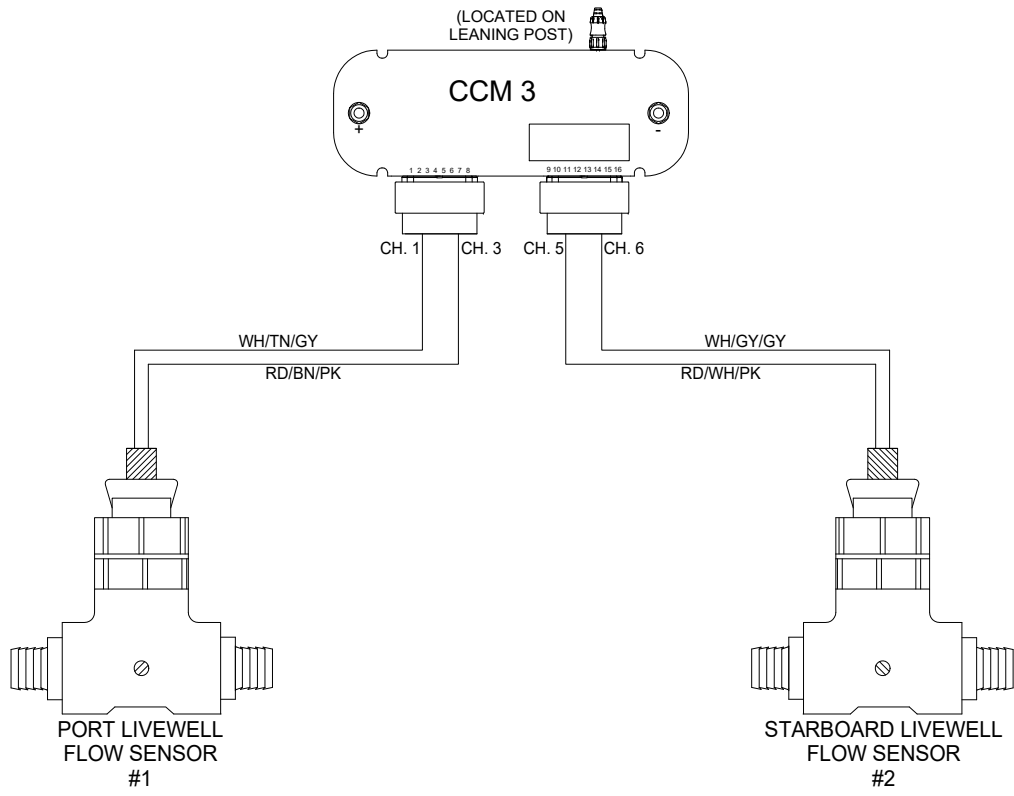 (LOCATED ON
LEANING POST)
CCM 3
+
-
1 2 3 4 5 6 7 8
9 10 11 12 13 14 15 16
CH. 1
CH. 3
CH. 5
CH. 6
WH/TN/GY
RD/BN/PK
WH/GY/GY
RD/WH/PK
PORT LIVEWELL
FLOW SENSOR
#1
STARBOARD LIVEWELL
FLOW SENSOR
#2